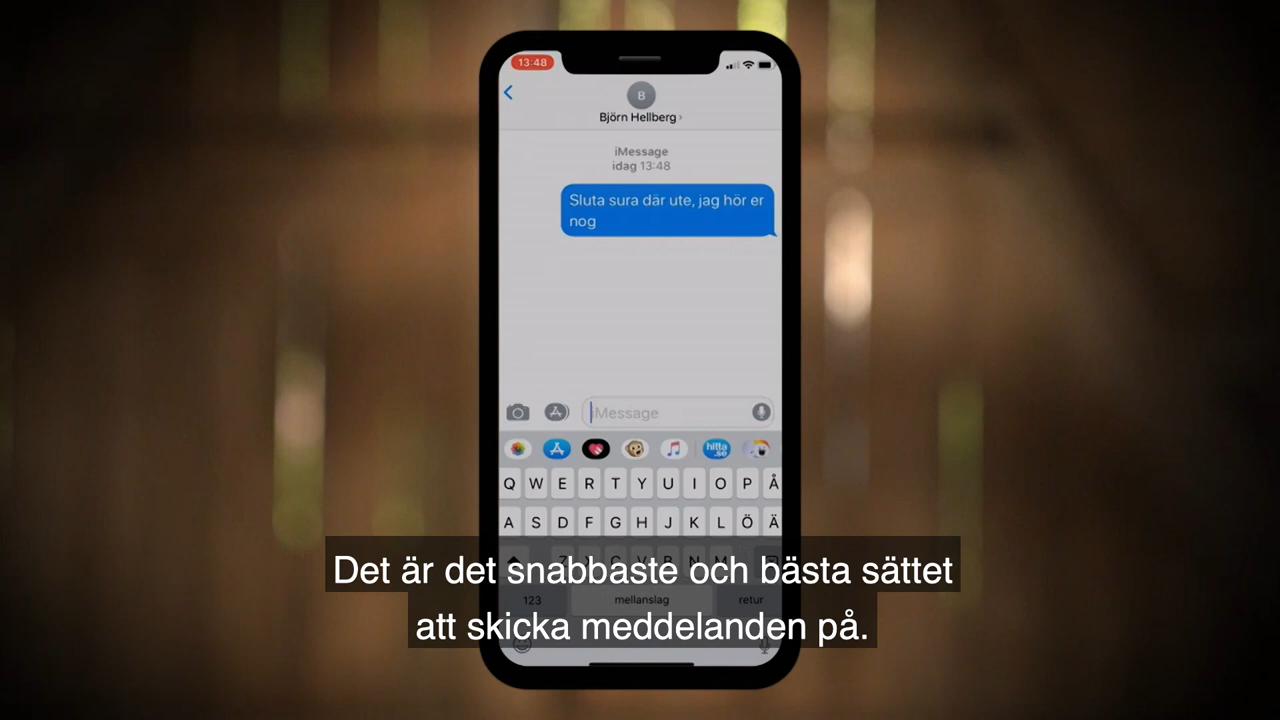 13:48
B
Björn Hellberg
iMessage
idag 13:48
Sluta sura där ute, jag hör er
nog
iMessage
hitta
.se
Q W E R T Y U I O P Å
A S D F G H J K L Ö Ä
Det är det snabbaste och bästa sättet
123 mellanslag retur
att skicka meddelanden på.